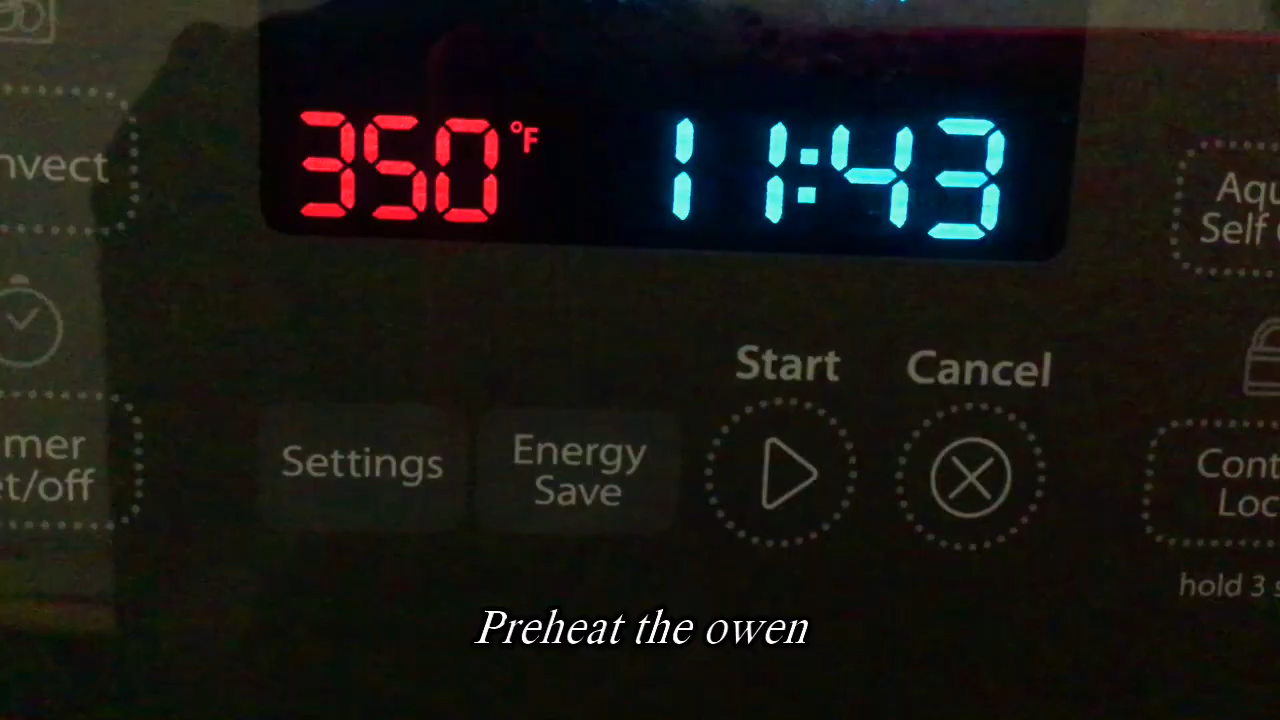 350 °F 11:43
nvect
Aqu
Self
Start Cancel
mer
et/off
Settings
Energy
Save
Cont
Loc
hold 3 s
Preheat the owen